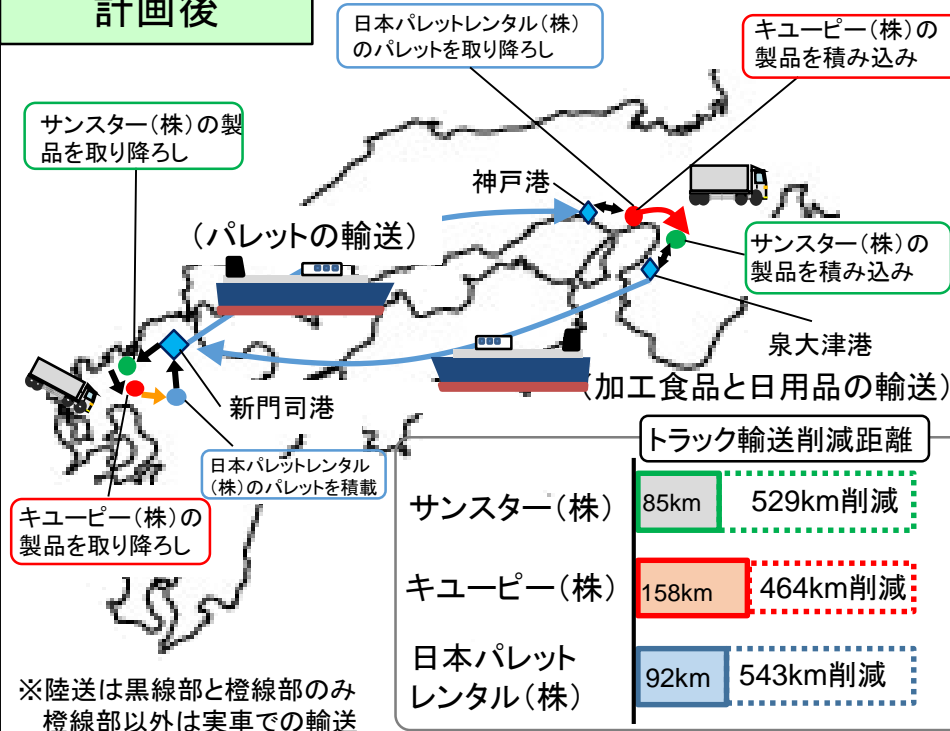 計画後
日本パレットレンタル(株)
のパレットを取り降ろし
キユーピー(株)の
製品を積み込み
サンスター(株)の製
品を取り降ろし
神戸港
(パレットの輸送)
サンスター(株)の
製品を積み込み
泉大津港
(加工食品と日用品の輸送)
新門司港
日本パレットレンタル
(株)のパレットを積載
キユーピー(株)の
製品を取り降ろし
トラック輸送削減距離
サンスター(株)
85km
529km削減
キユーピー(株)
158km
464km削減
日本パレット
レンタル(株)
92km
543km削減
※陸送は黒線部と橙線部のみ
橙線部以外は実車での輸送